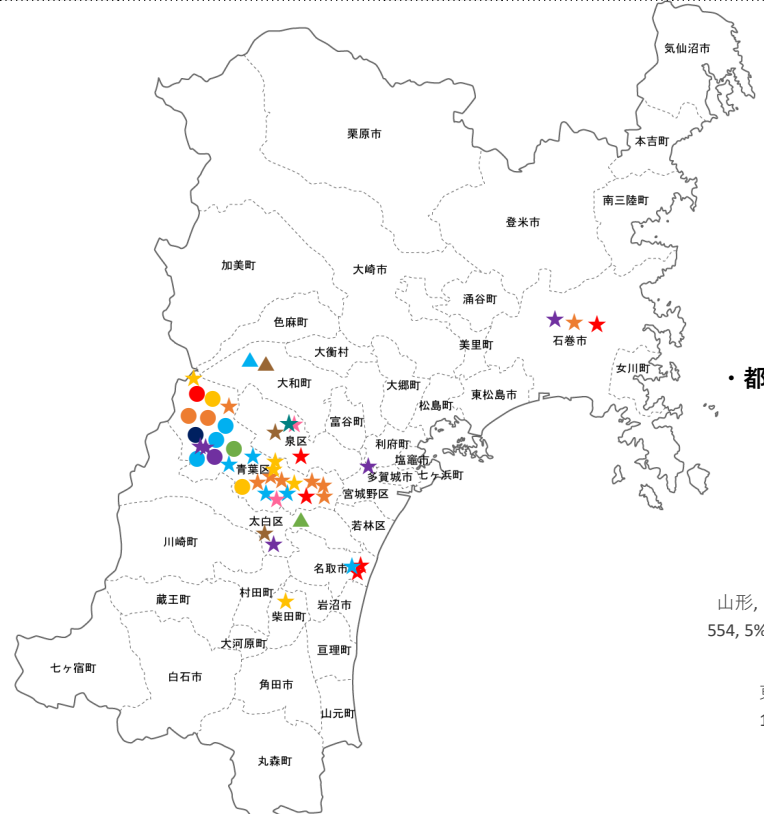 気仙沼市
栗原市
本吉町
南三陸町
登米市
加美町
大崎市
涌谷町
色麻町
石巻市
美里町
大衡村
女川町
大和町
大郷町
・都
東松島市
松島町
富谷町
泉区
利府町
塩竈市
青葉区
多賀城市
七ヶ浜町
宮城野区
太白区
若林区
川崎町
名取市
村田町
蔵王町
岩沼市
山形,
柴田町
554, 5%
大河原町
亘理町
七ヶ宿町
白石市
角田市
山元町
丸森町